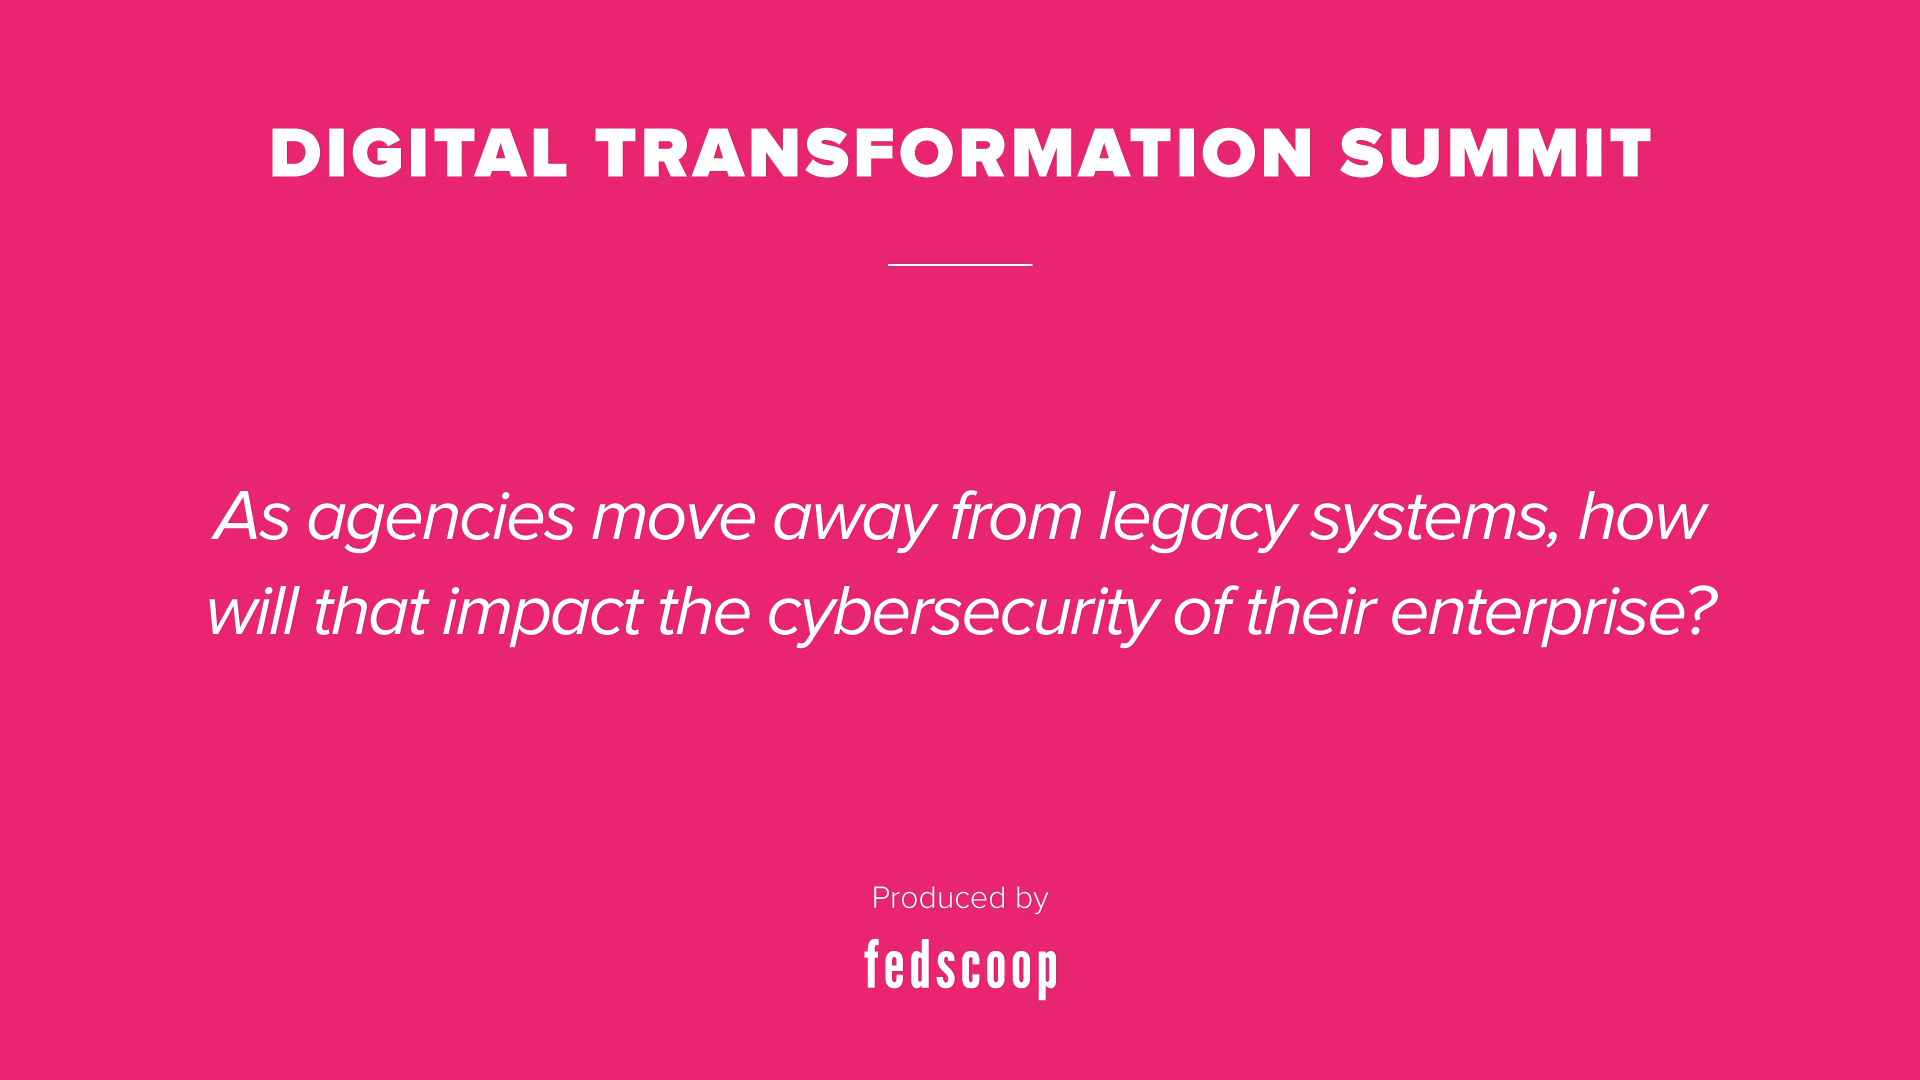 DIGITAL TRANSFORMATION SUMMIT
As agencies move away from legacy systems, how
will that impact the cybersecurity of their enterprise?
Produced by
fedscoop